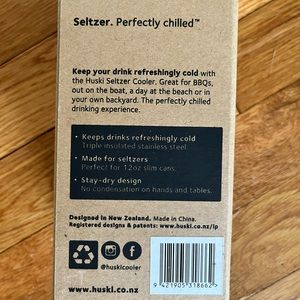 Seltzer. Perfectly chilled™
Keep your drink refreshingly cold with
the Huski Seltzer Cooler. Great for BBQs,
out on the boat, a day at the beach or in
your own backyard. The perfectly chilled
drinking experience.
• Keeps drinks refreshingly cold
Triple insulated stainless steel.
• Made for seltzers
Perfect for 12oz slim cans.
• Stay-dry design
No condensation on hands and tables.
Designed in New Zealand. Made in China.
Registered designs & patents: www.huski.co.nz/ip
@huskicooler
www.huski.co.nz
9 421905 318662